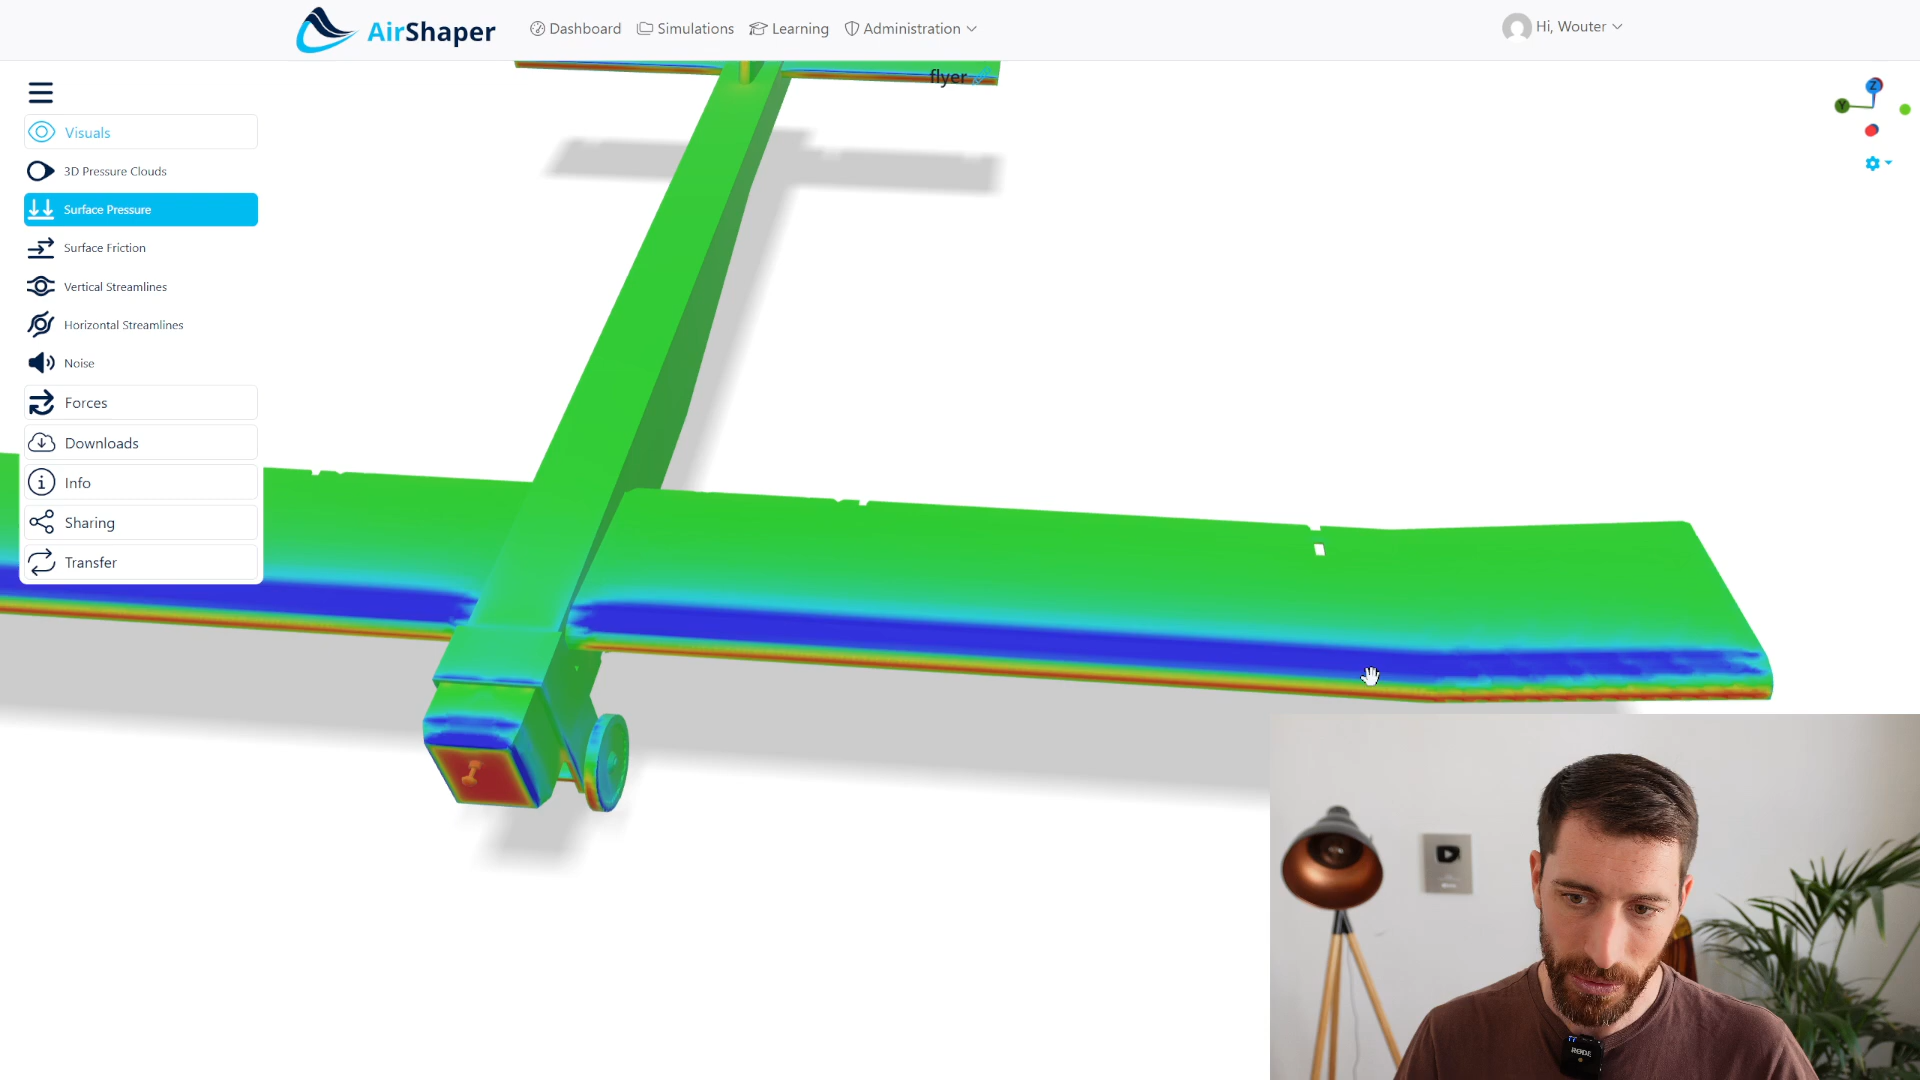 AirShaper
Dashboard
Simulations
Learning
Administration
Hi, Wouter
flyer
Z
Y
Visuals
3D Pressure Clouds
Surface Pressure
Surface Friction
Vertical Streamlines
Horizontal Streamlines
Noise
Forces
Downloads
Info
Sharing
Transfer
RØDE